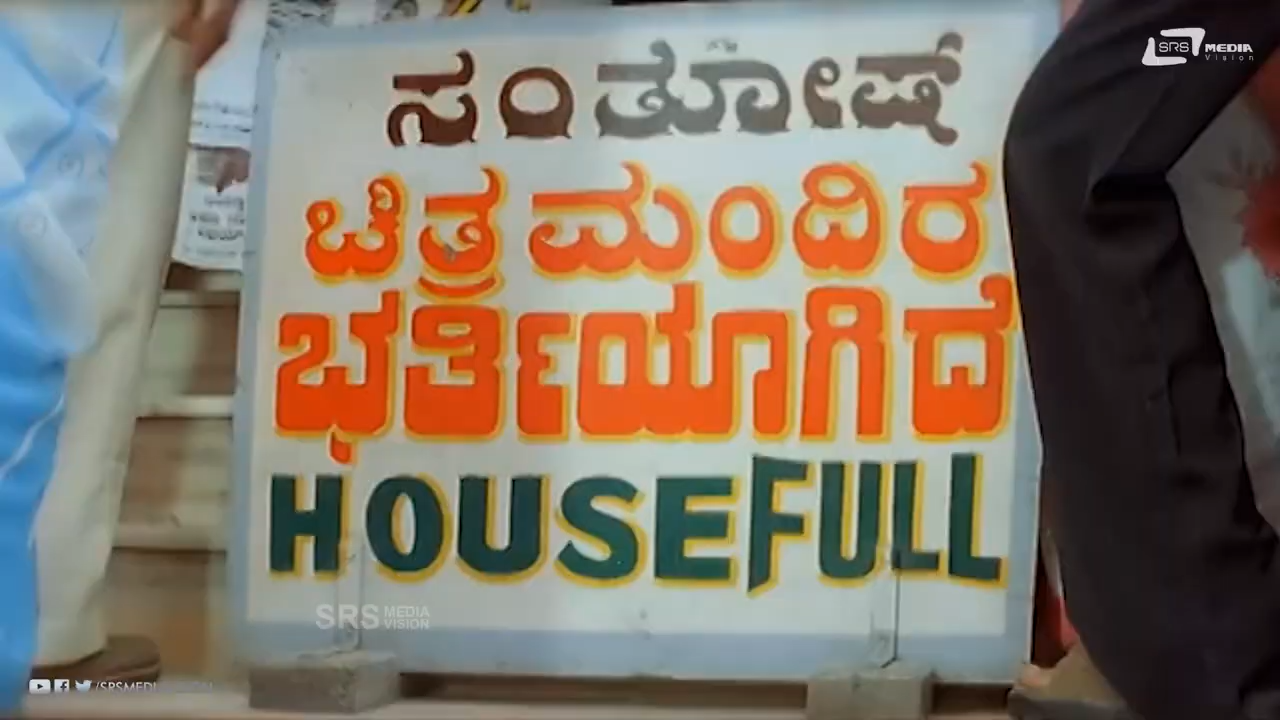 SRS MEDIA
Vision
ಸಂತೋಷ್
ಚಿತ್ರ ಮಂದಿರ
ಭರ್ತಿಯಾಗಿದೆ
HOUSEFULL
SRS MEDIA
VISION